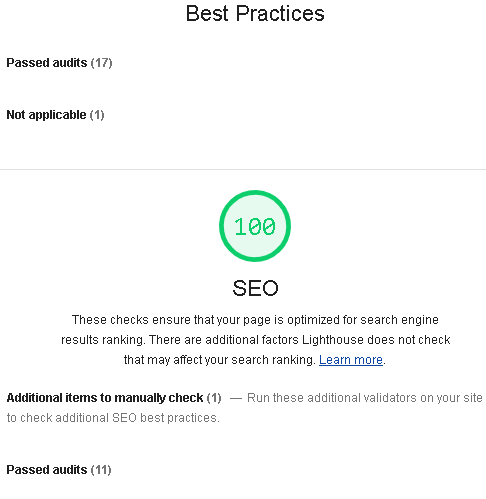 Best Practices
Passed audits (17)
Not applicable (1)
100
SEO
These checks ensure that your page is optimized for search engine
results ranking. There are additional factors Lighthouse does not check
that may affect your search ranking. Learn more.
Additional items to manually check (1) — Run these additional validators on your site
to check additional SEO best practices.
Passed audits (11)